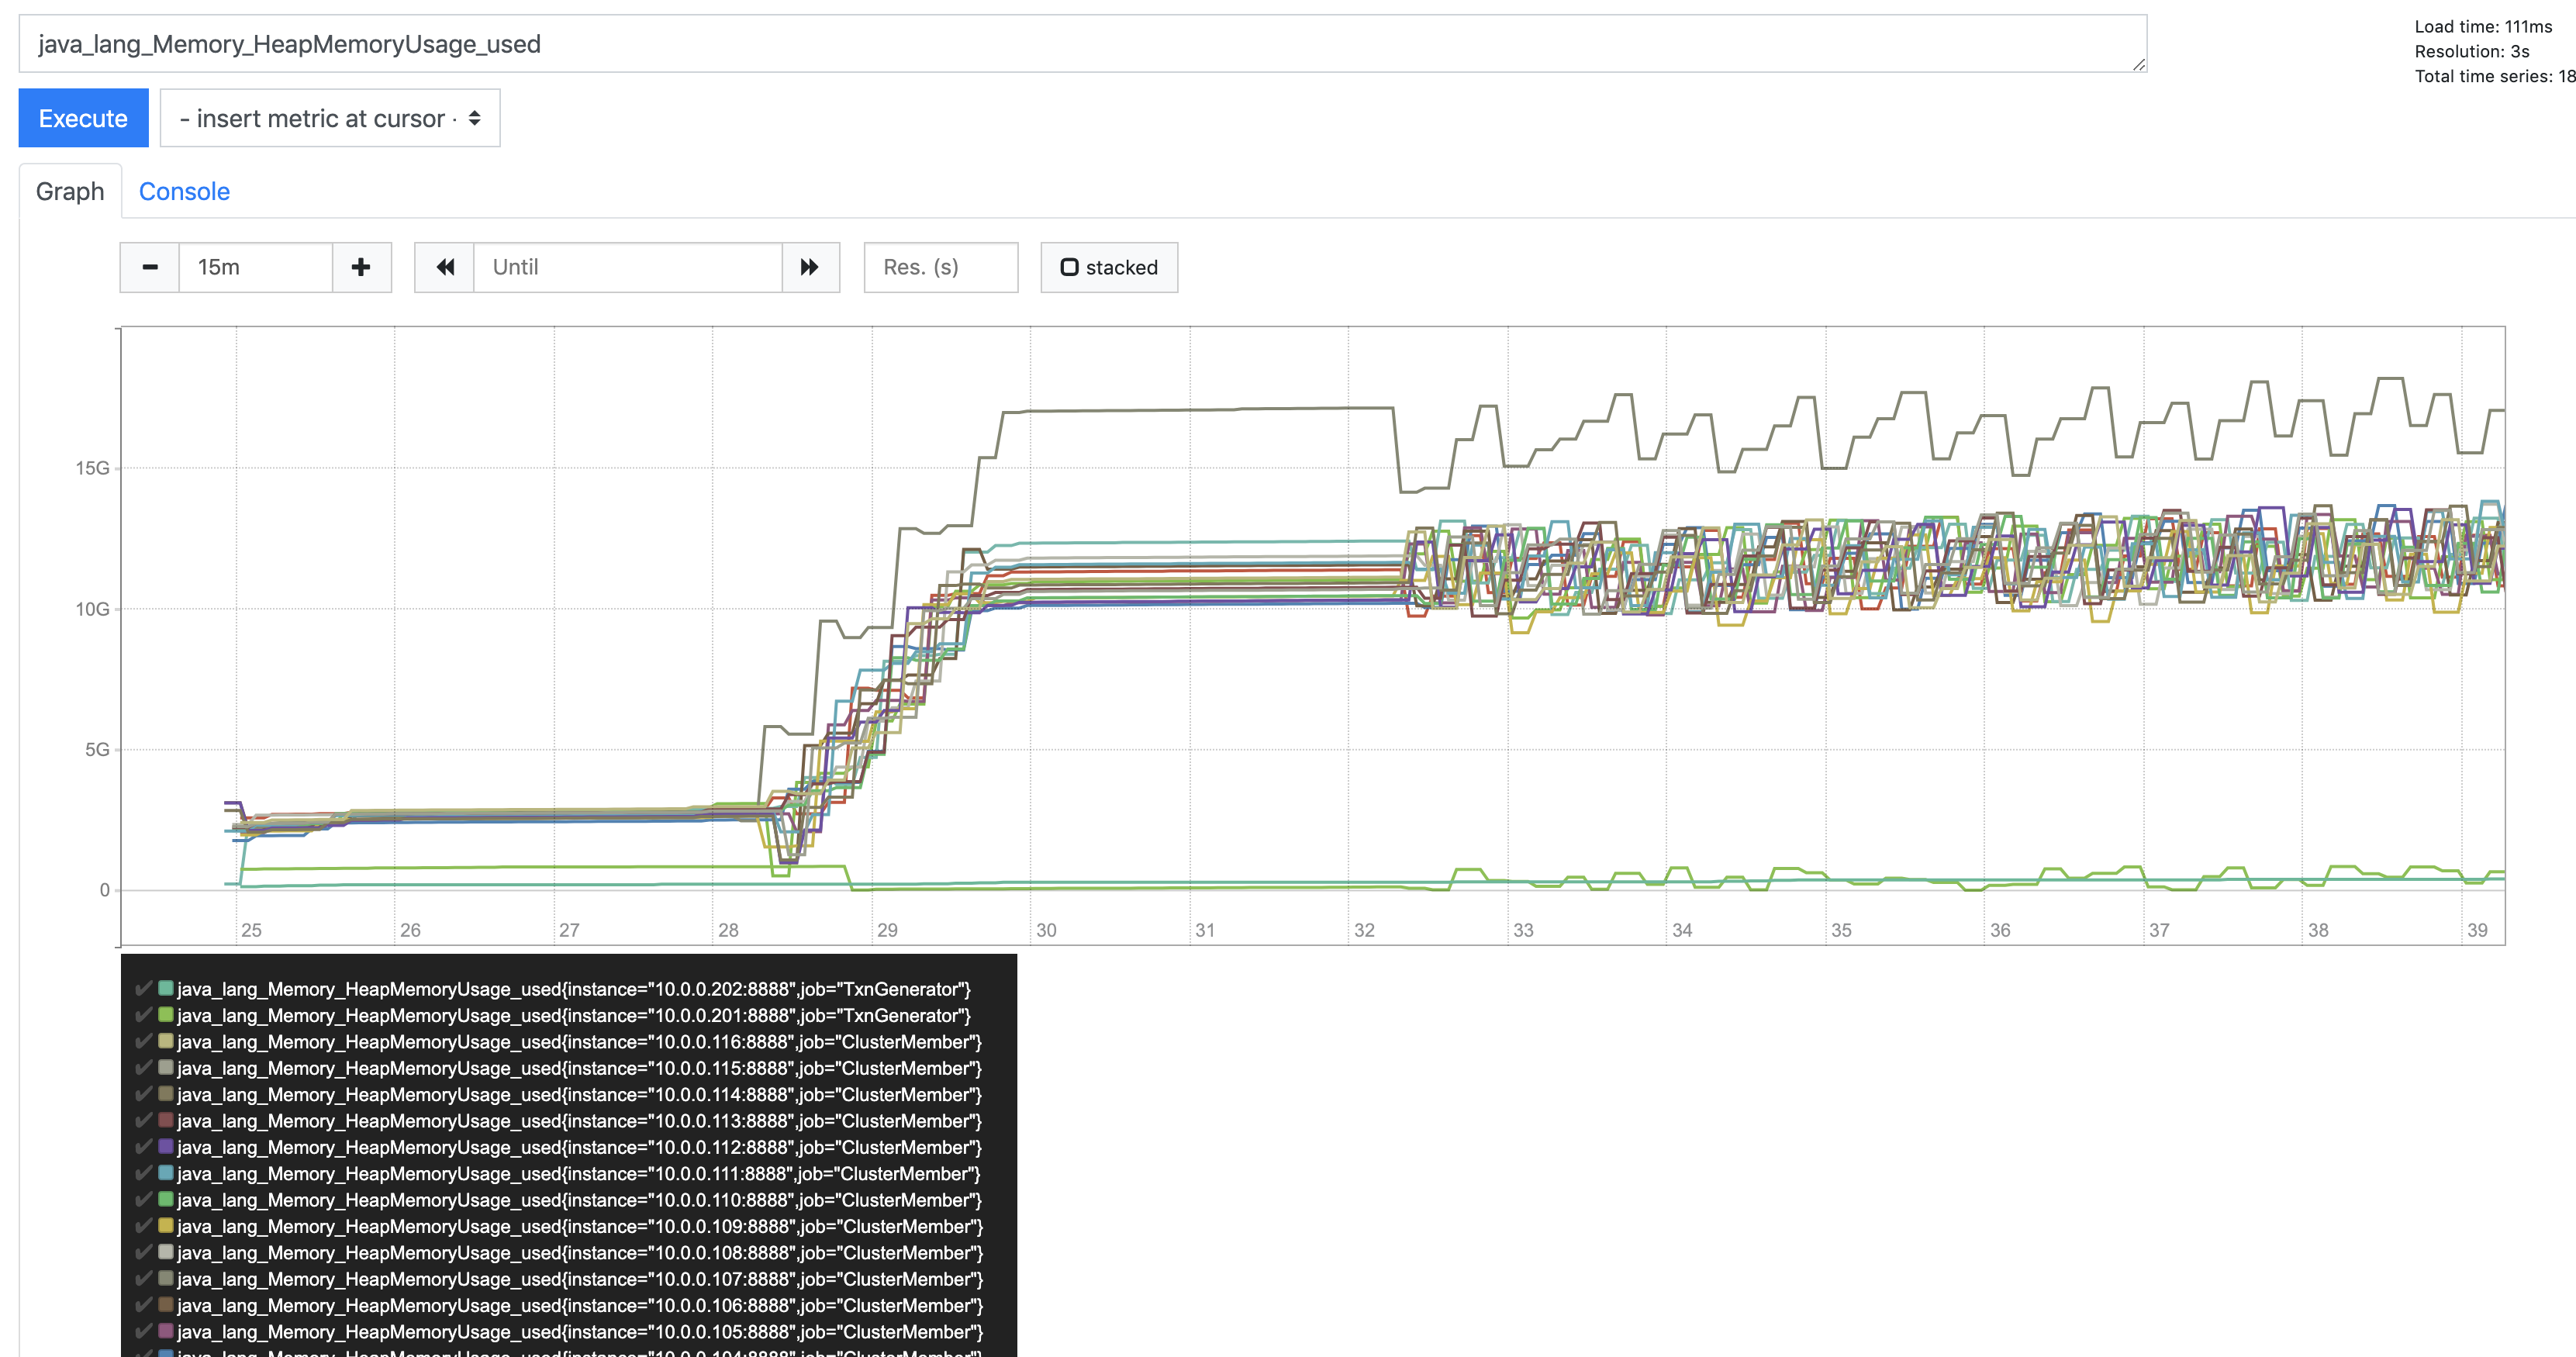 java_lang_Memory_HeapMemoryUsage_used
Load time: 111ms
Resolution: 3s
Total time series: 18
Execute
- insert metric at cursor -
Graph
Console
15m
Until
Res. (s)
stacked
15G
10G
5G
0
25 26 27 28 29 30 31 32 33 34 35 36 37 38 39
java_lang_Memory_HeapMemoryUsage_used{instance="10.0.0.202:8888",job="TxnGenerator"}
java_lang_Memory_HeapMemoryUsage_used{instance="10.0.0.201:8888",job="TxnGenerator"}
java_lang_Memory_HeapMemoryUsage_used{instance="10.0.0.116:8888",job="ClusterMember"}
java_lang_Memory_HeapMemoryUsage_used{instance="10.0.0.115:8888",job="ClusterMember"}
java_lang_Memory_HeapMemoryUsage_used{instance="10.0.0.114:8888",job="ClusterMember"}
java_lang_Memory_HeapMemoryUsage_used{instance="10.0.0.113:8888",job="ClusterMember"}
java_lang_Memory_HeapMemoryUsage_used{instance="10.0.0.112:8888",job="ClusterMember"}
java_lang_Memory_HeapMemoryUsage_used{instance="10.0.0.111:8888",job="ClusterMember"}
java_lang_Memory_HeapMemoryUsage_used{instance="10.0.0.110:8888",job="ClusterMember"}
java_lang_Memory_HeapMemoryUsage_used{instance="10.0.0.109:8888",job="ClusterMember"}
java_lang_Memory_HeapMemoryUsage_used{instance="10.0.0.108:8888",job="ClusterMember"}
java_lang_Memory_HeapMemoryUsage_used{instance="10.0.0.107:8888",job="ClusterMember"}
java_lang_Memory_HeapMemoryUsage_used{instance="10.0.0.106:8888",job="ClusterMember"}
java_lang_Memory_HeapMemoryUsage_used{instance="10.0.0.105:8888",job="ClusterMember"}